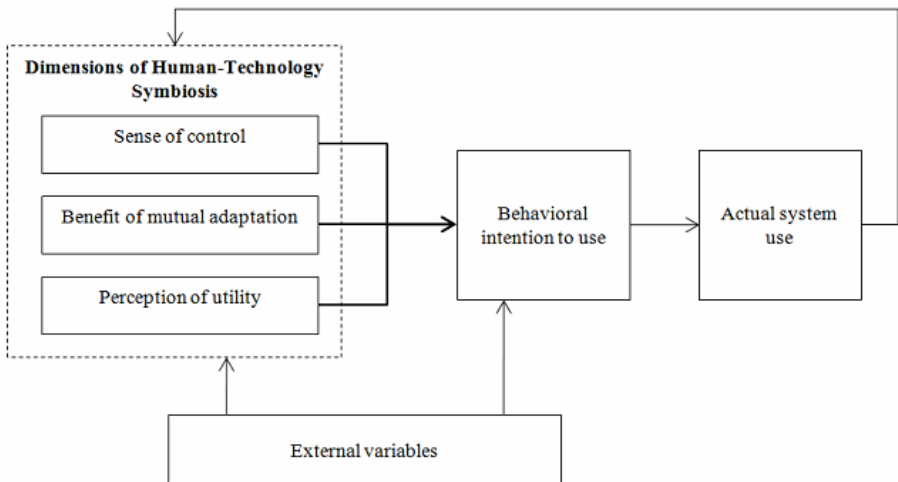 Dimensions of Human-Technology
Symbiosis
Sense of control
Benefit of mutual adaptation
Perception of utility
Behavioral
intention to use
Actual system
use
External variables